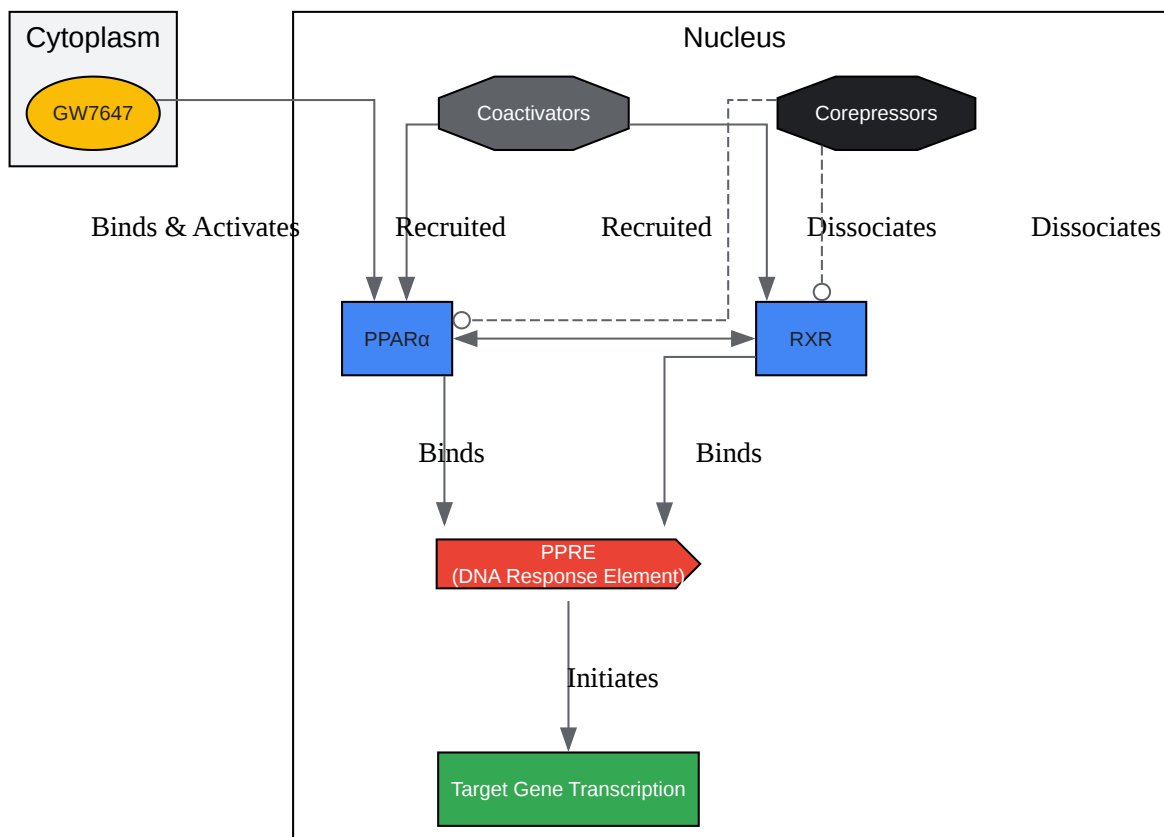 Cytoplasm
Nucleus
GW7647
Coactivators
Corepressors
Binds & Activates
Recruited
Recruited
Dissociates
Dissociates
PPARα
RXR
Binds
Binds
PPRE
(DNA Response Element)
Initiates
Target Gene Transcription